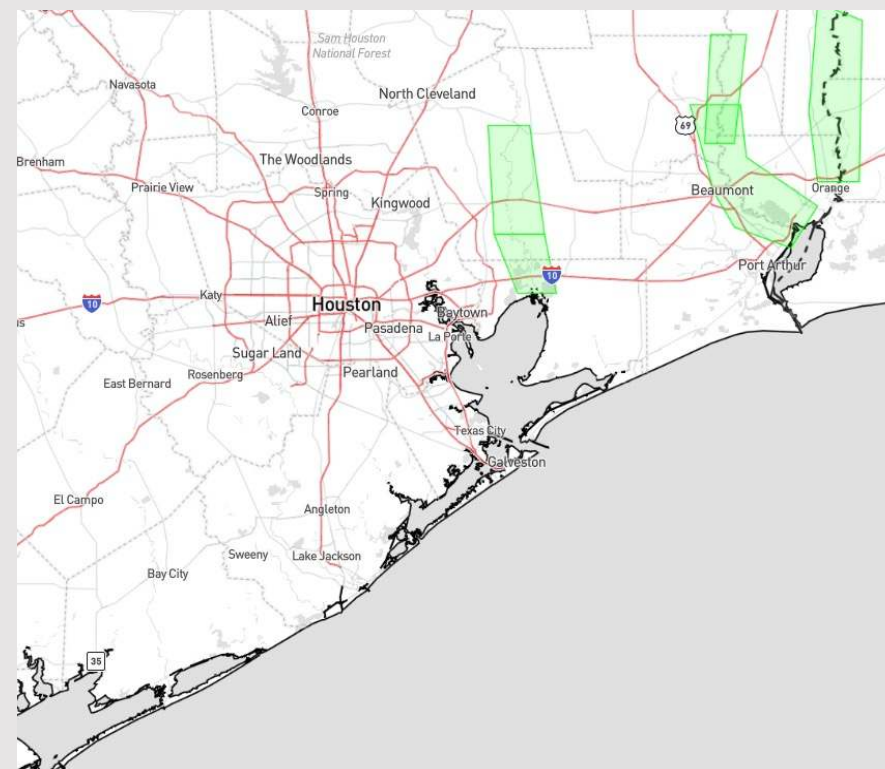 Sam Houston
National Forest
Navasota
North Cleveland
Conroe
69
Brenham
The Woodlands
Prairie View
Spring
Kingwood
Beaumont
Orange
Port Arthur
10
10
Katy
Houston
Baytown
Alief
Pasadena
La Porte
Sugar Land
Rosenberg
Pearland
East Bernard
Texas City
Galveston
El Campo
Angleton
Sweeny
Lake Jackson
Bay City
35